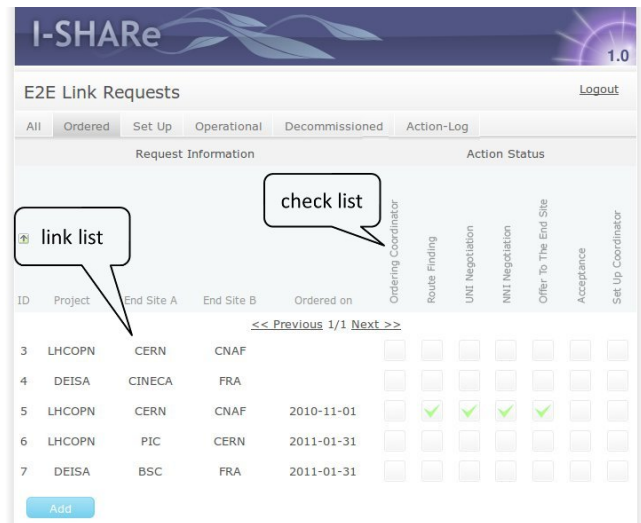 I-SHARe
1.0
E2E Link Requests
Logout
All Ordered Set Up Operational Decommissioned Action-Log
Request Information Action Status
check list
link list
ID Project End Site A End Site B Ordered on Ordering Coordinator Route Finding UNI Negotiation NNI Negotiation Offer To The End Site Acceptance Set Up Coordinator
<< Previous 1/1 Next >>
3 LHCOPN CERN CNAF
4 DEISA CINECA FRA
5 LHCOPN CERN CNAF 2010-11-01
6 LHCOPN PIC CERN 2011-01-31
7 DEISA BSC FRA 2011-01-31
Add